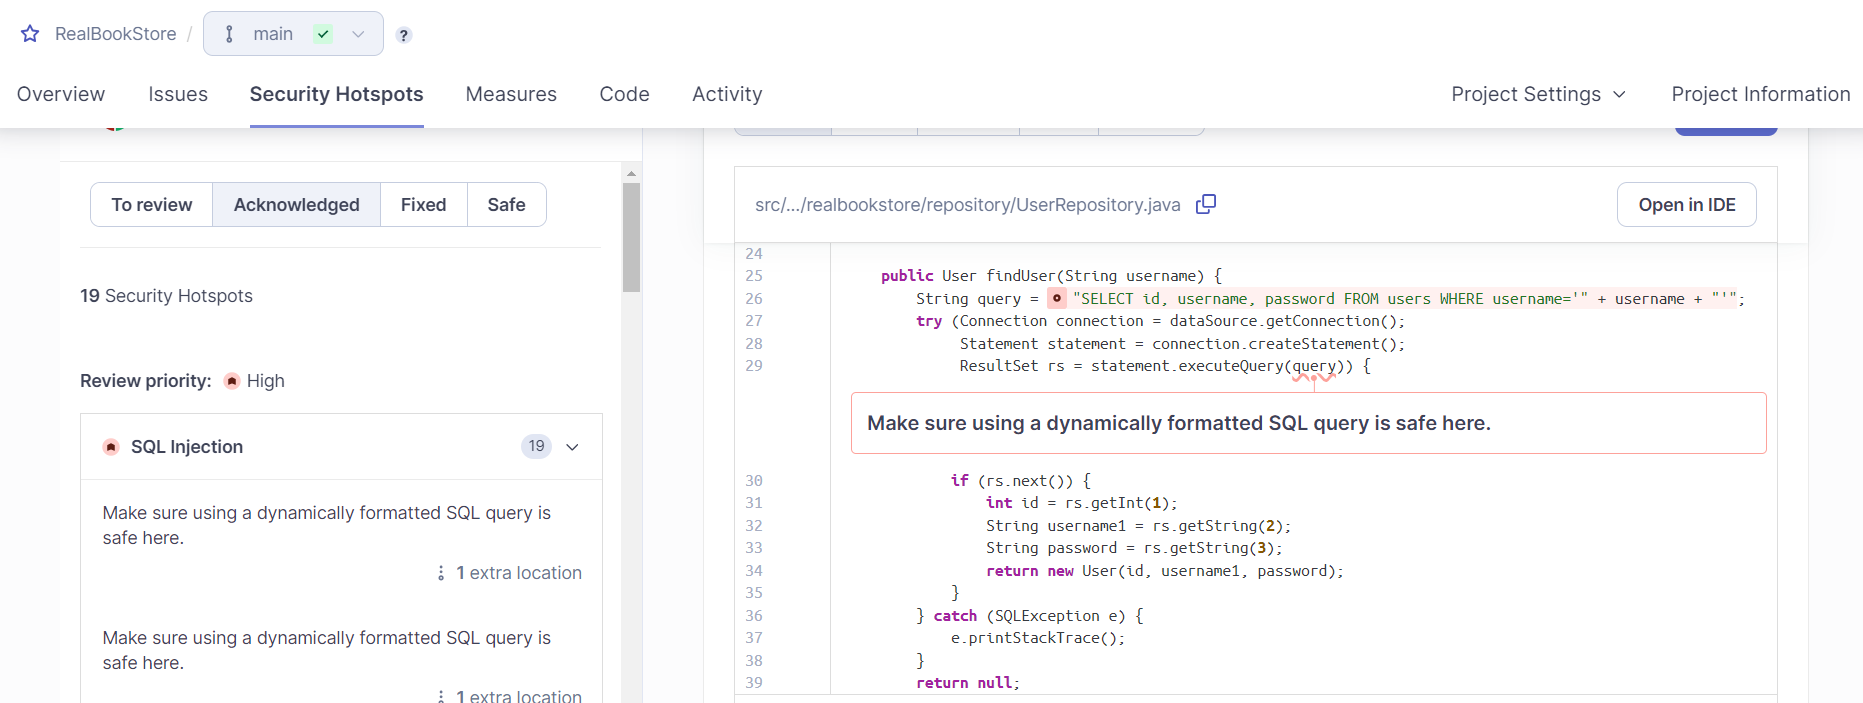 RealBookStore / main ?
Overview Issues Security Hotspots Measures Code Activity Project Settings Project Information
To review Acknowledged Fixed Safe
19 Security Hotspots
Review priority: High
SQL Injection 19
Make sure using a dynamically formatted SQL query is
safe here.
1 extra location
Make sure using a dynamically formatted SQL query is
safe here.
1 extra location
src/.../realbookstore/repository/UserRepository.java Open in IDE
24
25 public User findUser(String username) {
26 String query = "SELECT id, username, password FROM users WHERE username='" + username + "'";
27 try (Connection connection = dataSource.getConnection();
28 Statement statement = connection.createStatement();
29 ResultSet rs = statement.executeQuery(query)) {
Make sure using a dynamically formatted SQL query is safe here.
30 if (rs.next()) {
31 int id = rs.getInt(1);
32 String username1 = rs.getString(2);
33 String password = rs.getString(3);
34 return new User(id, username1, password);
35 }
36 } catch (SQLException e) {
37 e.printStackTrace();
38 }
39 return null;